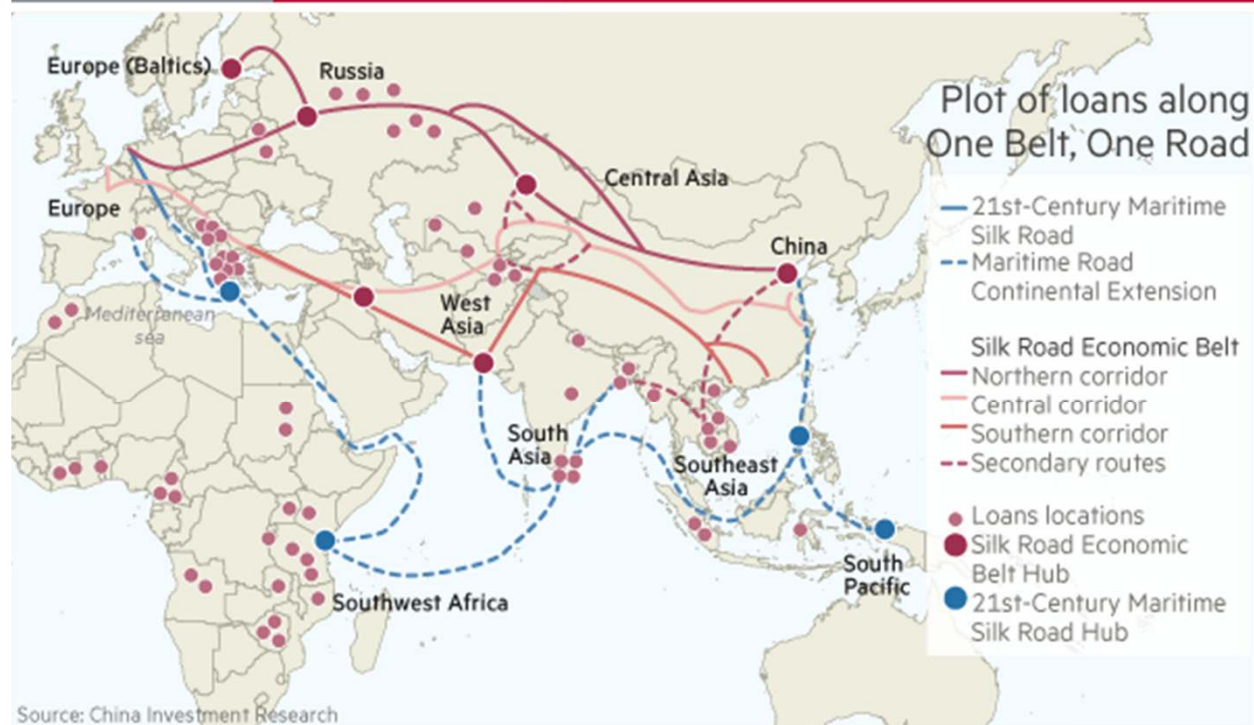 Europe (Baltics)
Russia
Plot of loans along
One Belt, One Road
Central Asia
Europe
China
West
Asia
Mediterranean
sea
South
Asia
Southeast
Asia
South
Pacific
Southwest Africa
21st-Century Maritime
Silk Road
Maritime Road
Continental Extension
Silk Road Economic Belt
Northern corridor
Central corridor
Southern corridor
Secondary routes
Loans locations
Silk Road Economic
Belt Hub
21st-Century Maritime
Silk Road Hub
Source: China Investment Research